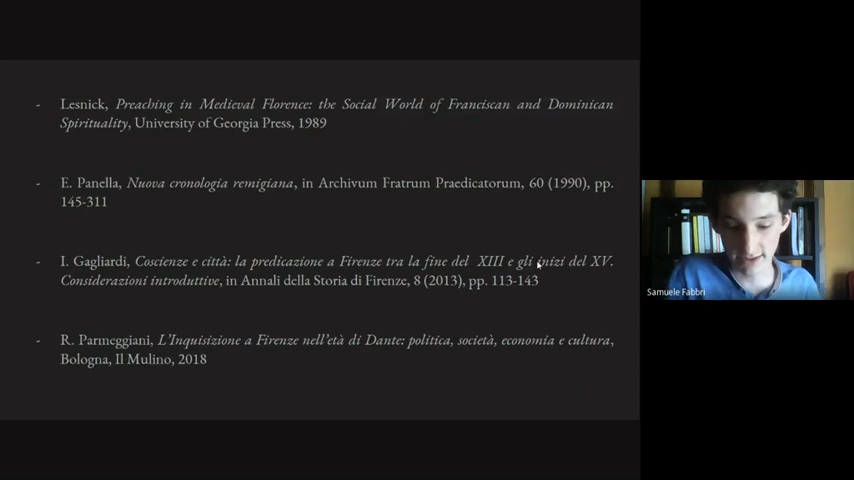 - Lesnick, Preaching in Medieval Florence: the Social World of Franciscan and Dominican
Spirituality, University of Georgia Press, 1989
- E. Panella, Nuova cronologia remigiana, in Archivum Fratrum Praedicatorum, 60 (1990), pp.
145-311
- I. Gagliardi, Coscienze e città: la predicazione a Firenze tra la fine del XIII e gli inizi del XV.
Considerazioni introduttive, in Annali della Storia di Firenze, 8 (2013), pp. 113-143
- R. Parmeggiani, L'Inquisizione a Firenze nell'età di Dante: politica, società, economia e cultura,
Bologna, Il Mulino, 2018
Samuele Fabbri